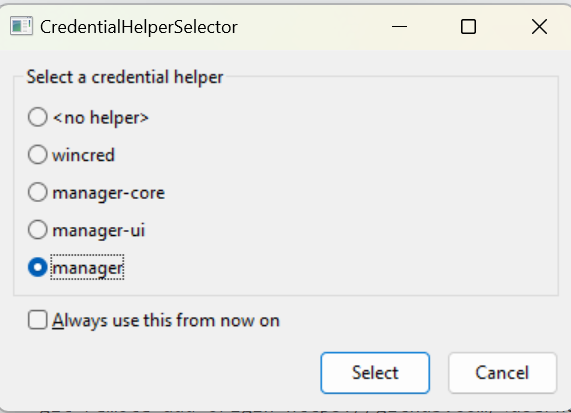 CredentialHelperSelector
Select a credential helper
<no helper>
wincred
manager-core
manager-ui
manager
Always use this from now on
Select Cancel